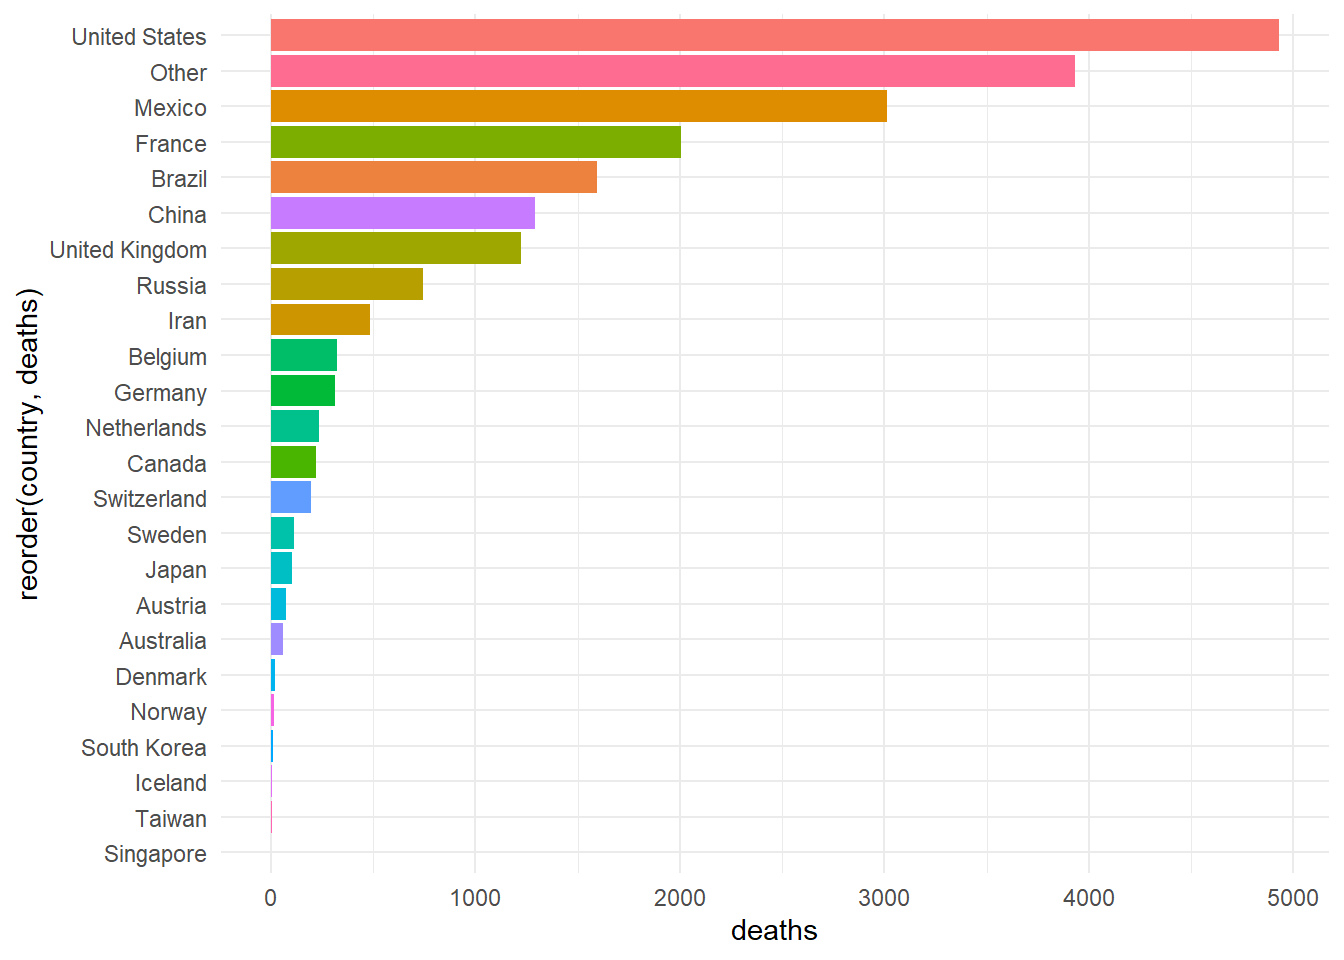 United States
Other
Mexico
France
Brazil
China
United Kingdom
Russia
Iran
Belgium
Germany
Netherlands
Canada
Switzerland
Sweden
Japan
Austria
Australia
Denmark
Norway
South Korea
Iceland
Taiwan
Singapore
reorder(country, deaths)
0 1000 2000 3000 4000 5000
deaths